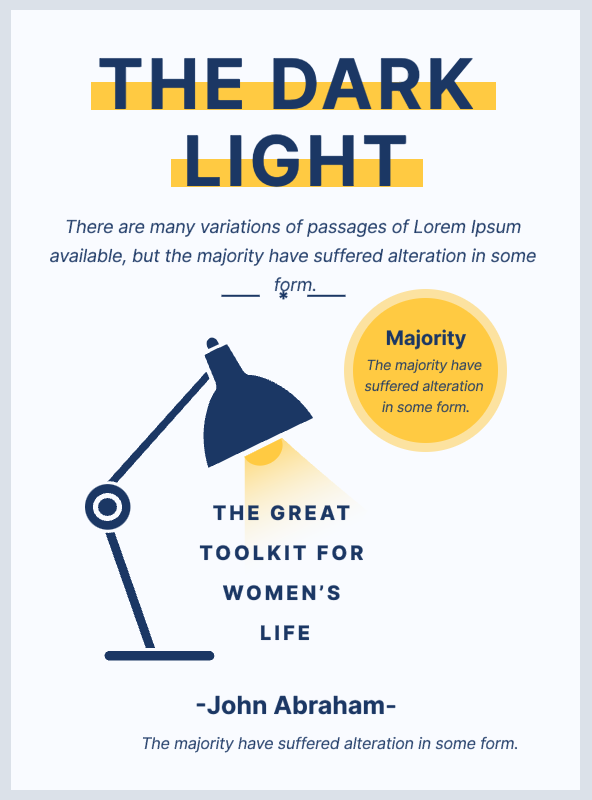 THE DARK
LIGHT
There are many variations of passages of Lorem Ipsum
available, but the majority have suffered alteration in some
form.
Majority
The majority have
suffered alteration
in some form.
THE GREAT
TOOLKIT FOR
WOMEN’S
LIFE
-John Abraham-
The majority have suffered alteration in some form.